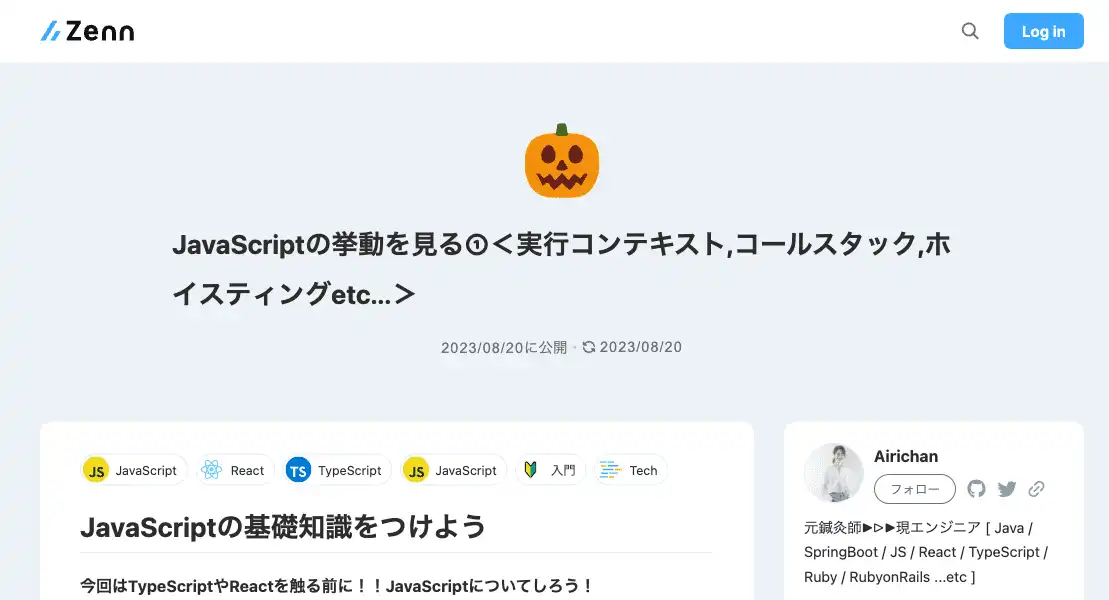 Zenn
Log in
JavaScriptの挙動を見る①＜実行コンテキスト,コールスタック,ホ
イスティングetc...＞
2023/08/20に公開 · 2023/08/20
JS JavaScript React TS TypeScript JS JavaScript 入門 Tech
JavaScriptの基礎知識をつけよう
今回はTypeScriptやReactを触る前に！！JavaScriptについてしろう！
Airichan
フォロー
元鍼灸師▶▷▶現エンジニア [ Java /
SpringBoot / JS / React / TypeScript /
Ruby / RubyonRails ...etc ]